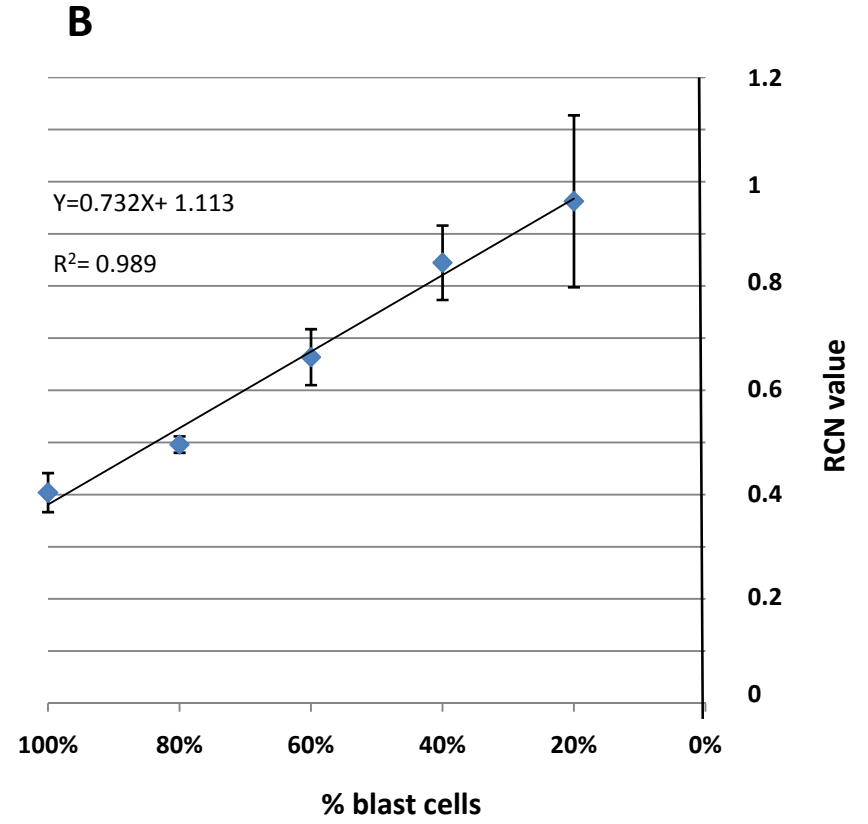 B
Y=0.732X+ 1.113
R²= 0.989
1.2
1
0.8
0.6
0.4
0.2
0
RCN value
100% 80% 60% 40% 20% 0%
% blast cells